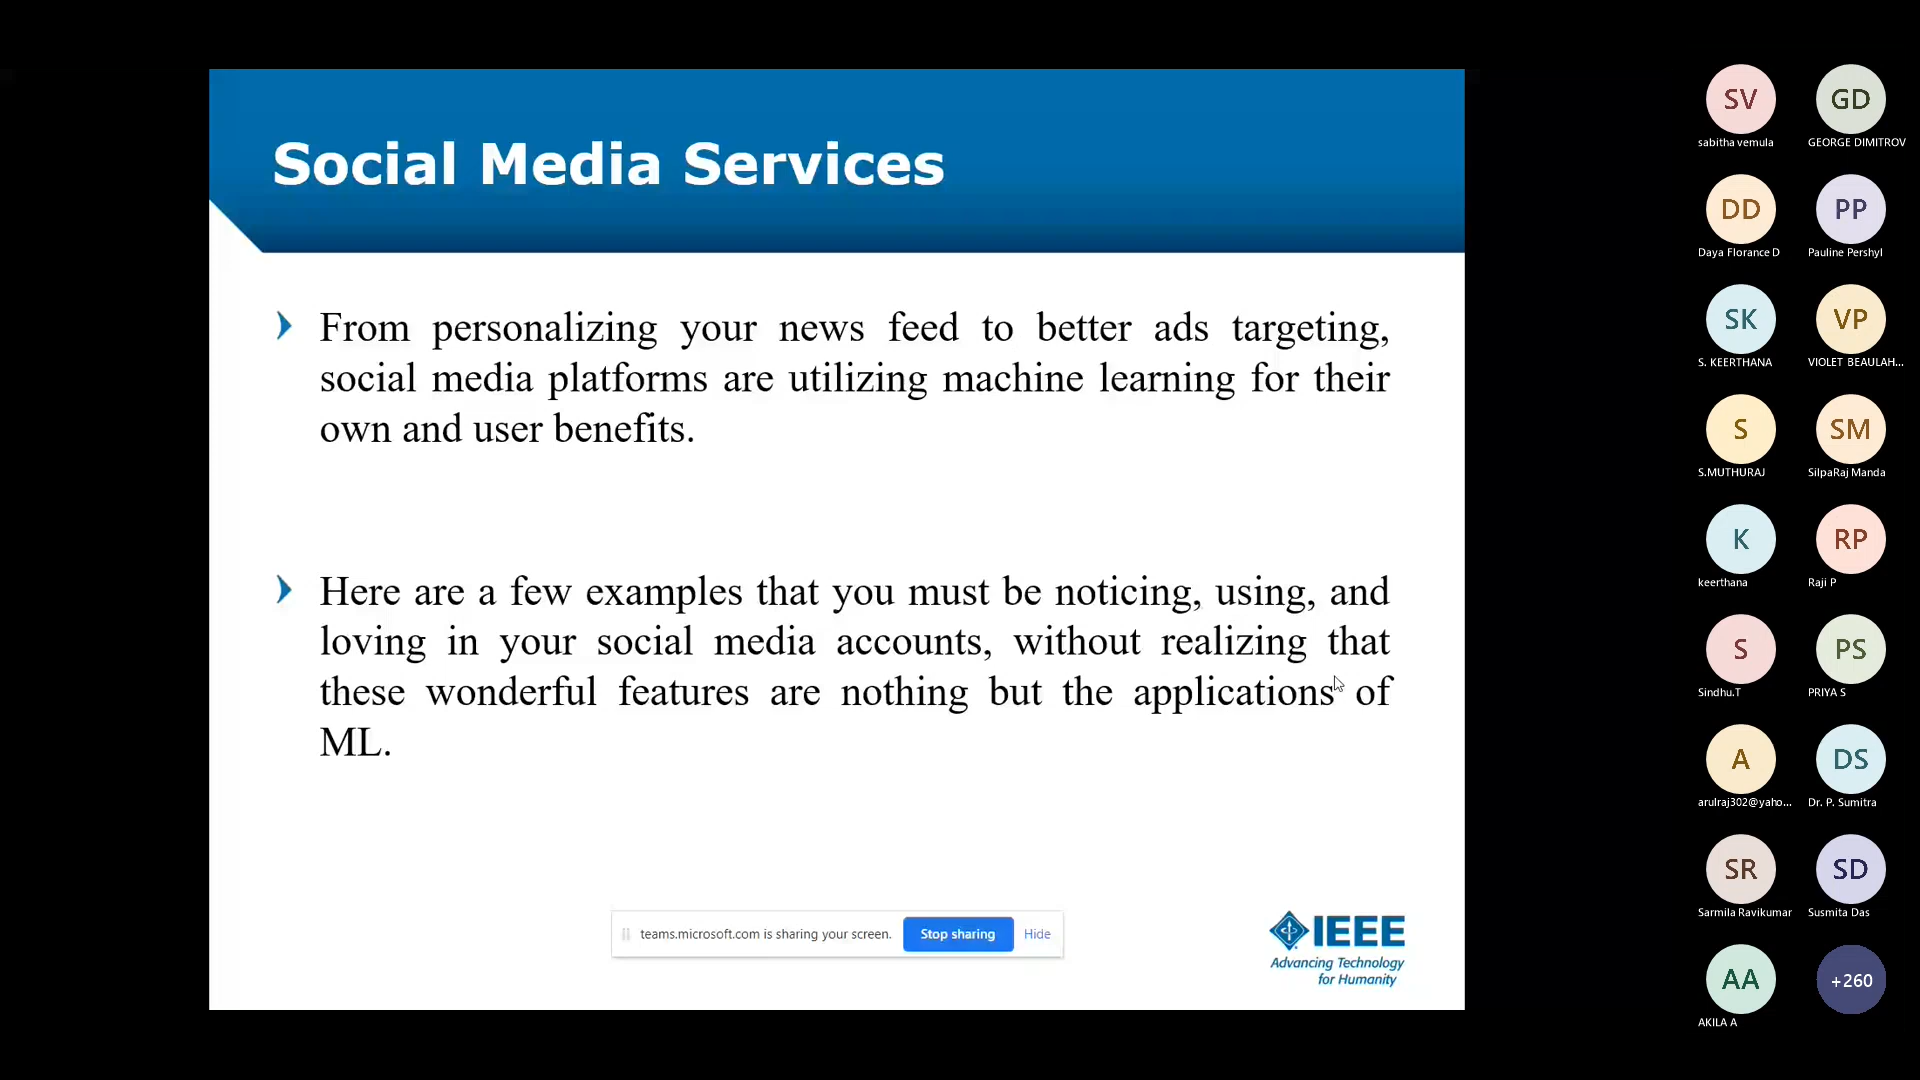 Social Media Services
From personalizing your news feed to better ads targeting,
social media platforms are utilizing machine learning for their
own and user benefits.
Here are a few examples that you must be noticing, using, and
loving in your social media accounts, without realizing that
these wonderful features are nothing but the applications of
ML.
teams.microsoft.com is sharing your screen. Stop sharing Hide
IEEE
Advancing Technology
for Humanity
SV GD
sabitha vemula GEORGE DIMITROV
DD PP
Daya Florance D Pauline Pershyl
SK VP
S. KEERTHANA VIOLET BEAULAH...
S SM
S.MUTHURAJ SilpaRaj Manda
K RP
keerthana Raji P
S PS
Sindhu.T PRIYA S
A DS
arulraj302@yaho... Dr. P. Sumitra
SR SD
Sarmila Ravikumar Susmita Das
AA +260
AKILA A